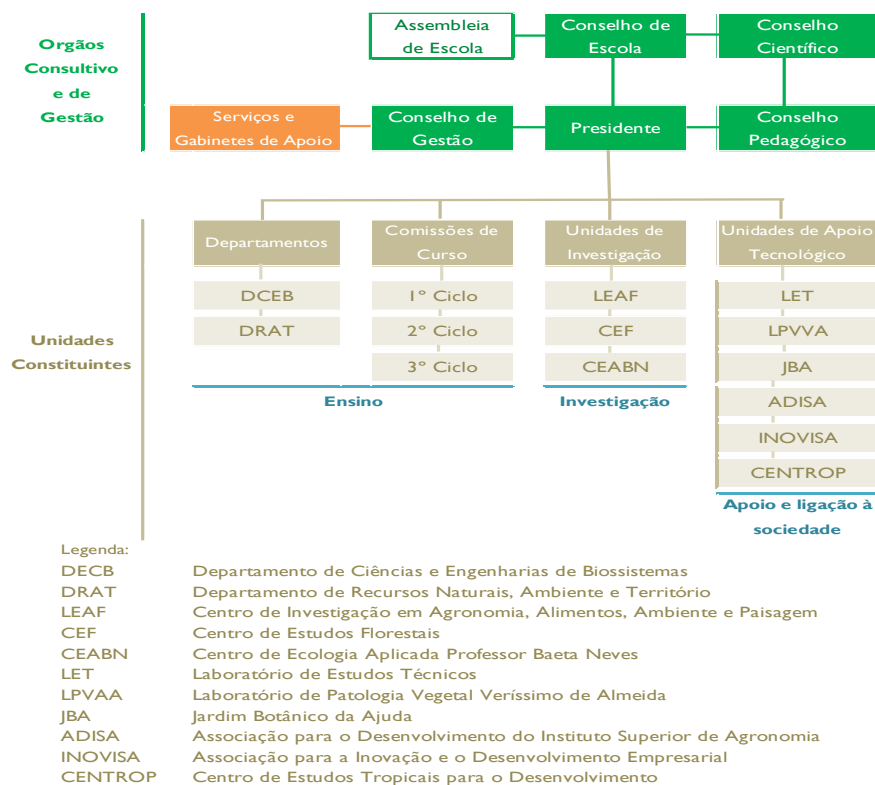 Orgãos
Consultivo
e de
Gestão
Assembleia
de Escola
Conselho de
Escola
Conselho
Científico
Serviços e
Gabinetes de Apoio
Conselho de
Gestão
Presidente
Conselho
Pedagógico
Unidades
Constituintes
Departamentos
Comissões de
Curso
Unidades de
Investigação
Unidades de Apoio
Tecnológico
DCEB
1º Ciclo
LEAF
LET
DRAT
2º Ciclo
CEF
LPVVA
3º Ciclo
CEABN
JBA
Ensino
Investigação
ADISA
INOVISA
CENTROP
Apoio e ligação à
sociedade
Legenda:
DECB Departamento de Ciências e Engenharias de Biossistemas
DRAT Departamento de Recursos Naturais, Ambiente e Território
LEAF Centro de Investigação em Agronomia, Alimentos, Ambiente e Paisagem
CEF Centro de Estudos Florestais
CEABN Centro de Ecologia Aplicada Professor Baeta Neves
LET Laboratório de Estudos Técnicos
LPVAA Laboratório de Patologia Vegetal Veríssimo de Almeida
JBA Jardim Botânico da Ajuda
ADISA Associação para o Desenvolvimento do Instituto Superior de Agronomia
INOVISA Associação para a Inovação e o Desenvolvimento Empresarial
CENTROP Centro de Estudos Tropicais para o Desenvolvimento